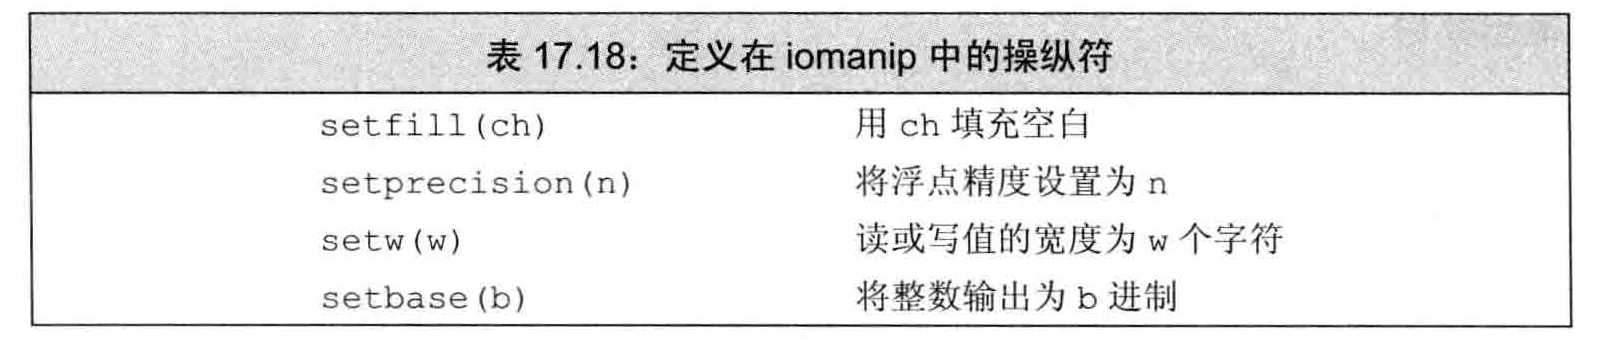 表 17.18：定义在 iomanip 中的操纵符
setfill(ch) 用 ch 填充空白
setprecision(n) 将浮点精度设置为 n
setw(w) 读或写值的宽度为 w 个字符
setbase(b) 将整数输出为 b 进制